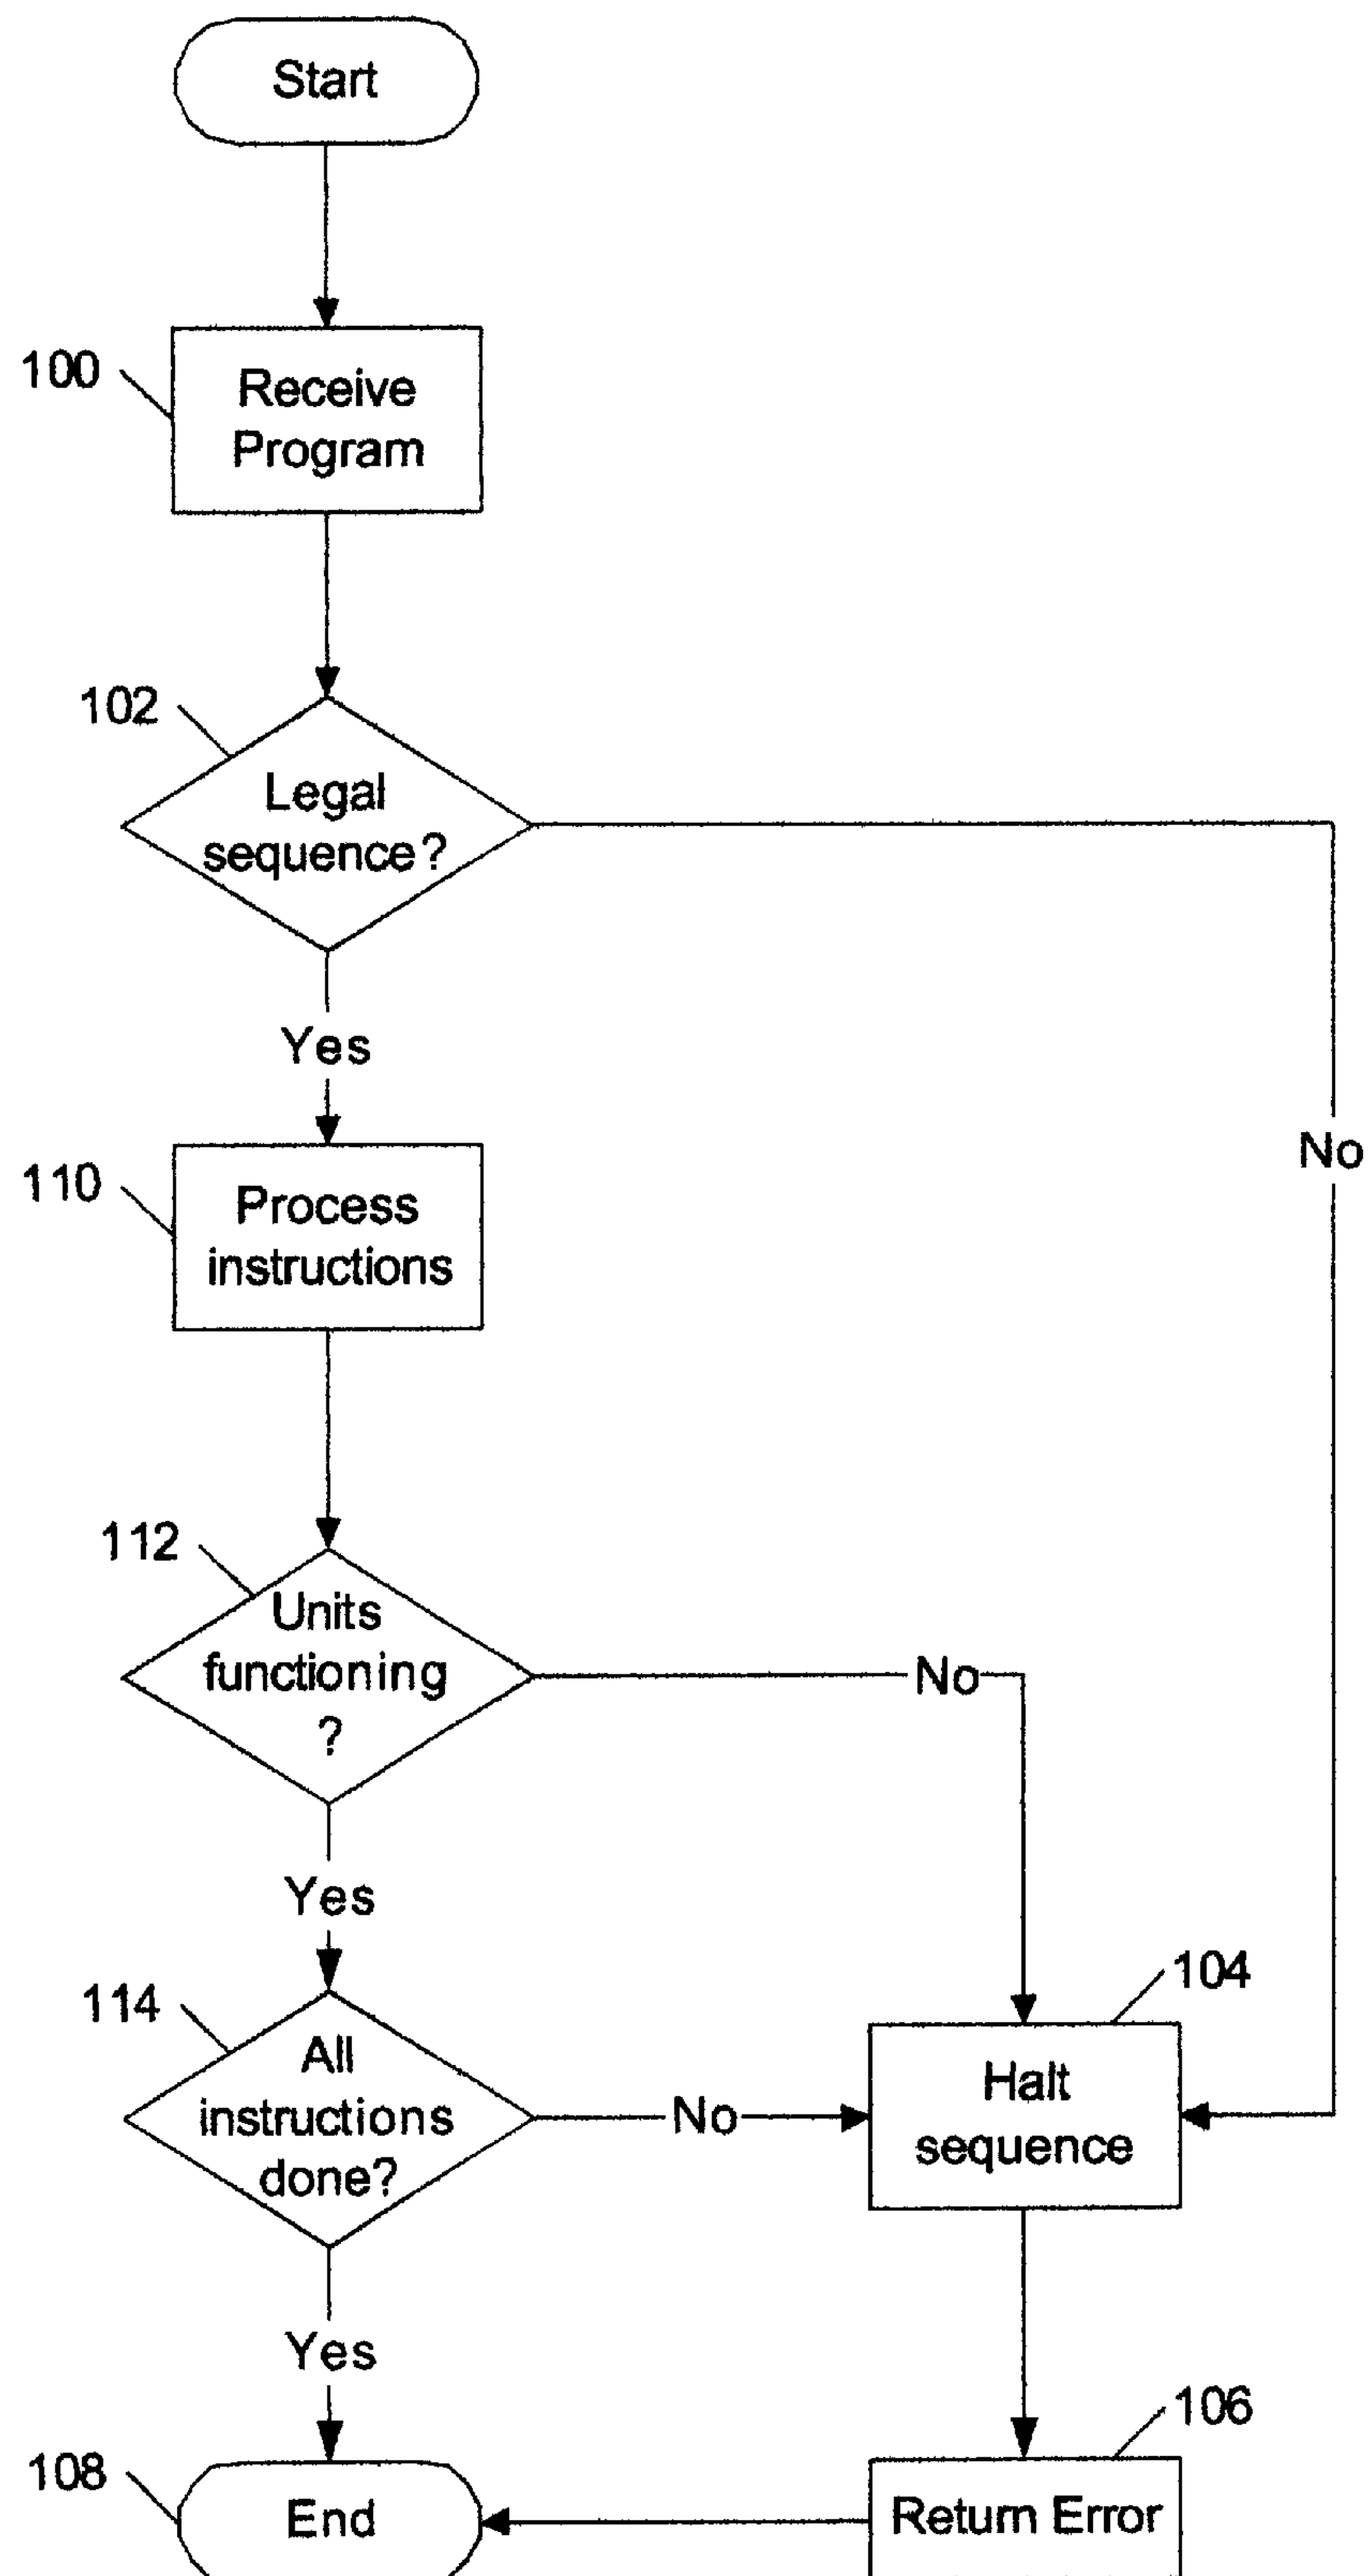 Start
100
Receive
Program
102
Legal
sequence?
Yes
No
110
Process
instructions
112
Units
functioning
?
No
Yes
104
114
All
instructions
done?
No
Halt
sequence
Yes
106
108
End
Return Error